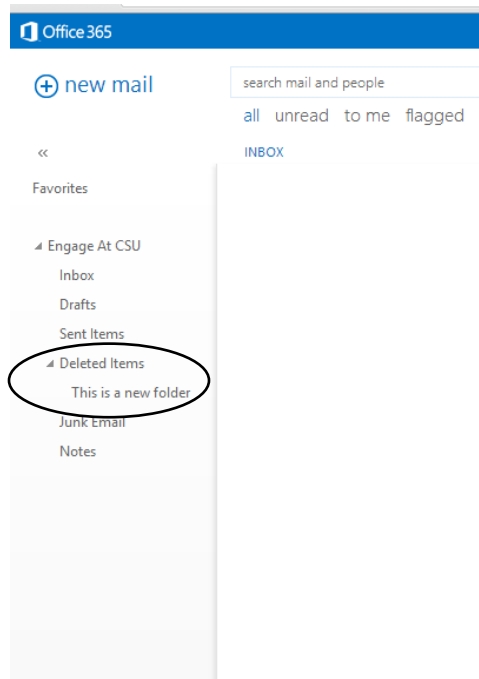 Office 365
new mail
search mail and people
all unread to me flagged
«
INBOX
Favorites
Engage At CSU
Inbox
Drafts
Sent Items
Deleted Items
This is a new folder
Junk Email
Notes